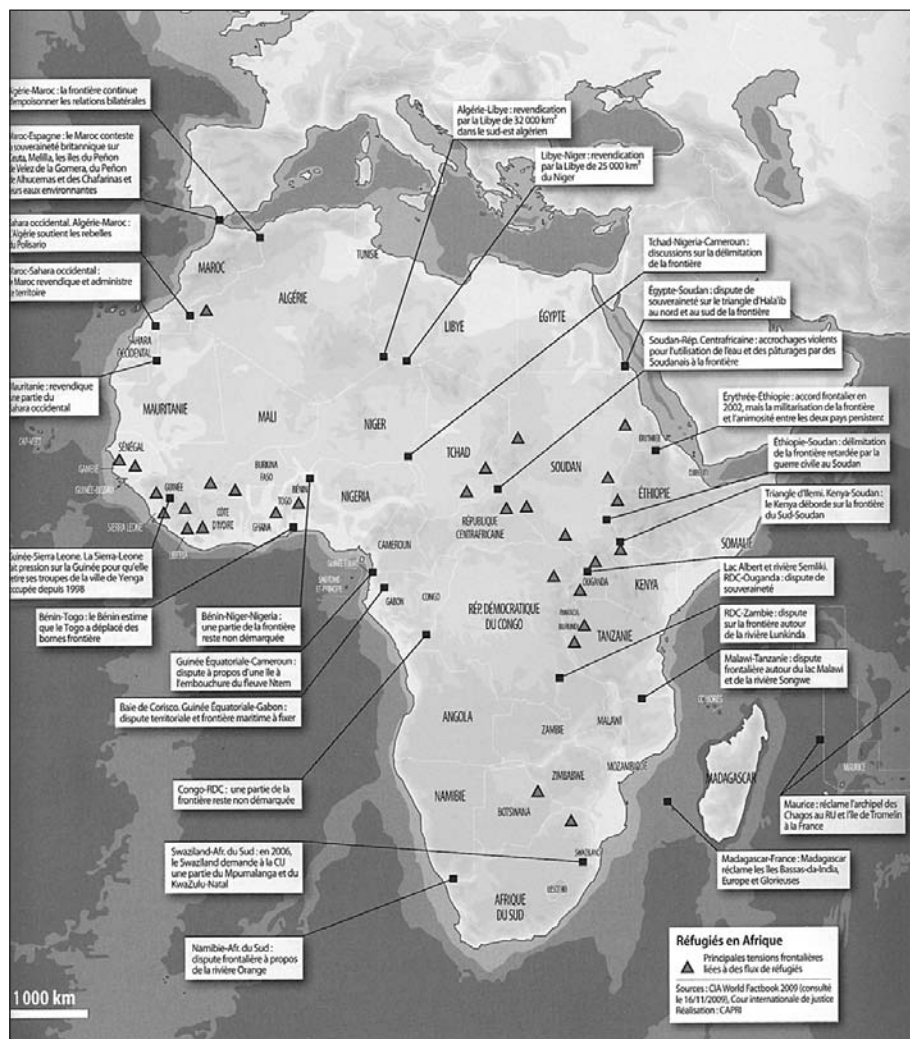 lgérie-Maroc : la frontière continue
'empoisonner les relations bilatérales
Maroc-Espagne : le Maroc conteste
souveraineté britannique sur
Ceuta, Melilla, les îles du Peñon
e Velez de la Gomera, du Peñon
e Alhucemas et des Chafarinas et
urs eaux environnantes
ahara occidental. Algérie-Maroc :
'Algérie soutient les rebelles
u Polisario
Maroc-Sahara occidental :
Maroc revendique et administre
e territoire
Mauritanie : revendique
ne partie du
ahara occidental
Algérie-Libye : revendication
par la Libye de 32 000 km²
dans le sud-est algérien
Libye-Niger : revendication
par la Libye de 25 000 km²
du Niger
Tchad-Nigeria-Cameroun :
discussions sur la délimitation
de la frontière
Égypte-Soudan : dispute de
souveraineté sur le triangle d'Hala'ib
au nord et au sud de la frontière
Soudan-Rép. Centrafricaine : accrochages violents
pour l'utilisation de l'eau et des pâturages par des
Soudanais à la frontière
Érythrée-Éthiopie : accord frontalier en
2002, mais la militarisation de la frontière
et l'animosité entre les deux pays persistent
Éthiopie-Soudan : délimitation
de la frontière retardée par la
guerre civile au Soudan
Triangle d'Ilemi. Kenya-Soudan :
le Kenya déborde sur la frontière
du Sud-Soudan
Lac Albert et rivière Semliki.
RDC-Ouganda : dispute de
souveraineté
RDC-Zambie : dispute
sur la frontière autour
de la rivière Lunkinda
Malawi-Tanzanie : dispute
frontalière autour du lac Malawi
et de la rivière Songwe
Maurice : réclame l'archipel des
Chagos au RU et l'île de Tromelin
à la France
Madagascar-France : Madagascar
réclame les îles Bassas-da-India,
Europe et Glorieuses
Guinée-Sierra Leone. La Sierra-Leone
ait pression sur la Guinée pour qu'elle
etire ses troupes de la ville de Yenga
ccupée depuis 1998
Bénin-Togo : le Bénin estime
que le Togo a déplacé des
bornes frontière
Bénin-Niger-Nigeria :
une partie de la frontière
reste non démarquée
Guinée Équatoriale-Cameroun :
dispute à propos d'une île à
l'embouchure du fleuve Ntem
Baie de Corisco. Guinée Équatoriale-Gabon :
dispute territoriale et frontière maritime à fixer
Congo-RDC : une partie de la
frontière reste non démarquée
Swaziland-Afr. du Sud : en 2006,
le Swaziland demande à la CIJ
une partie du Mpumalanga et du
KwaZulu-Natal
Namibie-Afr. du Sud :
dispute frontalière à propos
de la rivière Orange
MAROC
ALGÉRIE
TUNISIE
LIBYE
ÉGYPTE
SAHARA
OCCIDENTAL
MAURITANIE
MALI
NIGER
TCHAD
SOUDAN
ÉRYTHRÉE
DJIBOUTI
CAP-VERT
SÉNÉGAL
GAMBIE
GUINÉE-BISSAU
GUINÉE
SIERRA LEONE
LIBERIA
CÔTE
D'IVOIRE
BURKINA
FASO
GHANA
TOGO
BÉNIN
NIGERIA
CAMEROUN
RÉPUBLIQUE
CENTRAFRICAINE
ÉTHIOPIE
SOMALIE
OUGANDA
KENYA
GABON
CONGO
RÉP. DÉMOCRATIQUE
DU CONGO
BURUNDI
TANZANIE
ANGOLA
ZAMBIE
MALAWI
MOZAMBIQUE
COMORES
MADAGASCAR
MAURICE
ZIMBABWE
NAMIBIE
BOTSWANA
SWAZILAND
LESOTHO
AFRIQUE
DU SUD
Réfugiés en Afrique
Principales tensions frontalières
liées à des flux de réfugiés
Sources : CIA World Factbook 2009 (consulté
le 16/11/2009), Cour internationale de justice
Réalisation : CAPRI
1 000 km